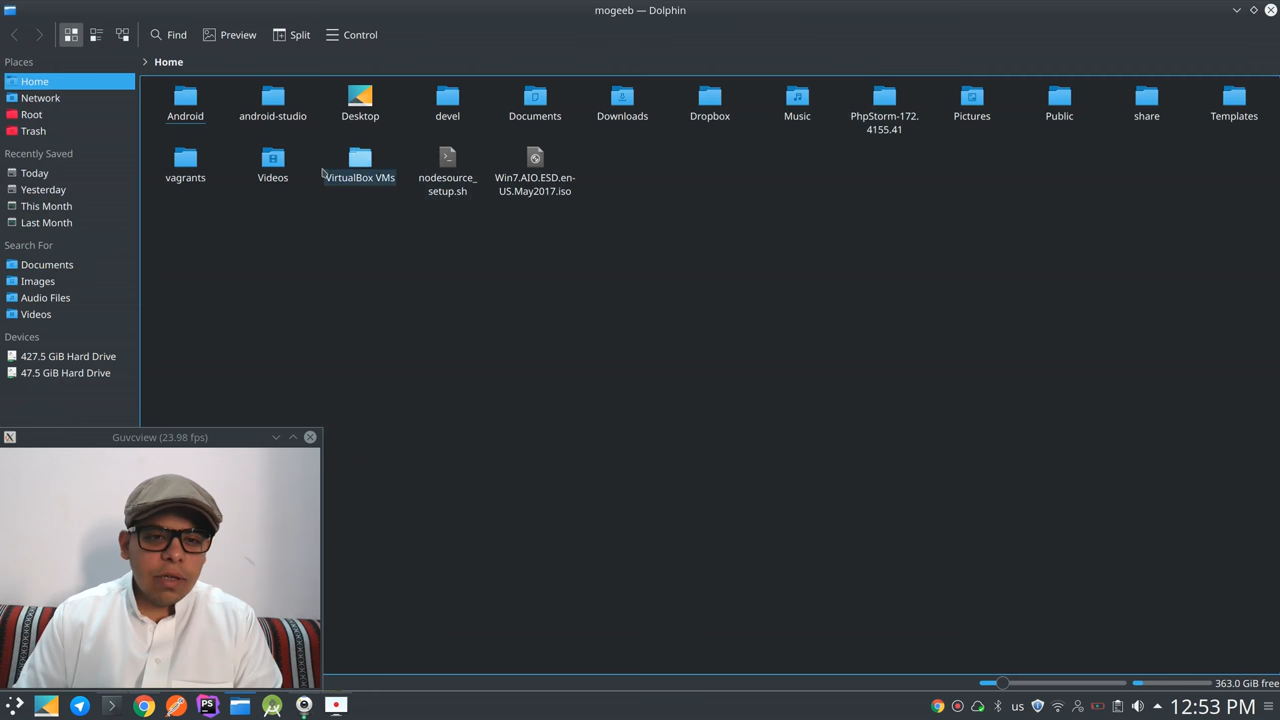 mogeeb — Dolphin
Find
Preview
Split
Control
Places
Home
Network
Root
Trash
Recently Saved
Today
Yesterday
This Month
Last Month
Search For
Documents
Images
Audio Files
Videos
Devices
427.5 GiB Hard Drive
47.5 GiB Hard Drive
Home
Android
android-studio
Desktop
devel
Documents
Downloads
Dropbox
Music
PhpStorm-172.
4155.41
Pictures
Public
share
Templates
vagrants
Videos
VirtualBox VMs
nodesource_
setup.sh
Win7.AIO.ESD.en-
US.May2017.iso
Guvcview (23.98 fps)
363.0 GiB free
PS
us
12:53 PM